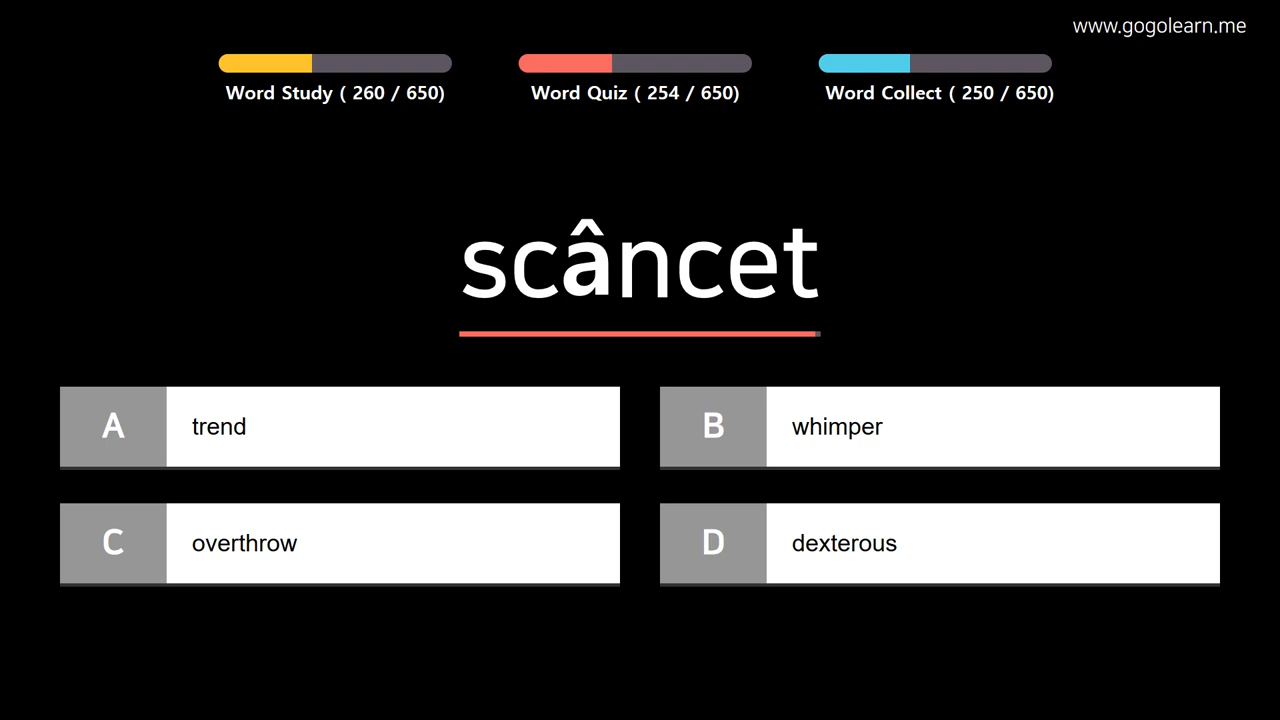 www.gogolearn.me
Word Study ( 260 / 650)
Word Quiz ( 254 / 650)
Word Collect ( 250 / 650)
scâncet
A trend
B whimper
C overthrow
D dexterous